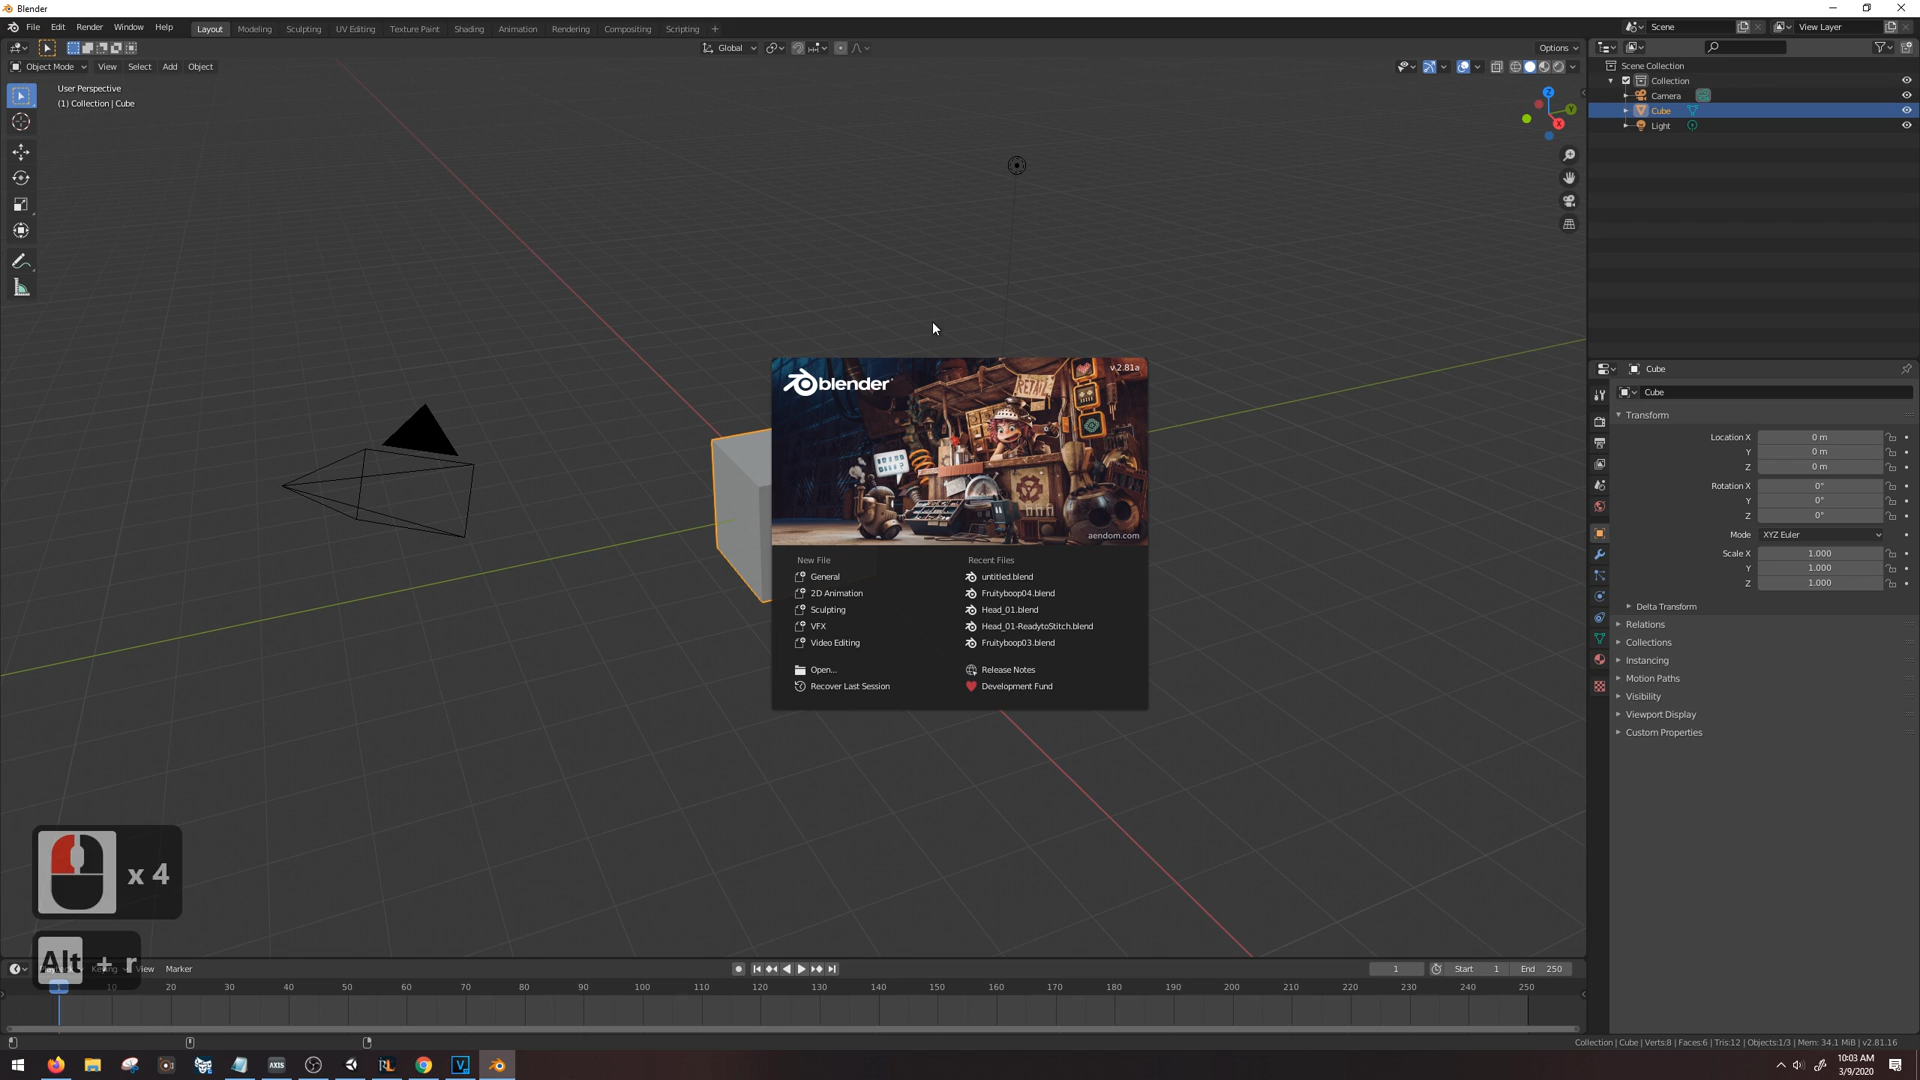 Blender
File Edit Render Window Help
Layout Modeling Sculpting UV Editing Texture Paint Shading Animation Rendering Compositing Scripting +
Scene
View Layer
Global
Options
Object Mode View Select Add Object
User Perspective
(1) Collection | Cube
Z
Y
X
Scene Collection
Collection
Camera
Cube
Light
blender
v 2.81a
RETAIL
aendom.com
New File
General
2D Animation
Sculpting
VFX
Video Editing
Open...
Recover Last Session
Recent Files
untitled.blend
Fruityboop04.blend
Head_01.blend
Head_01-ReadytoStitch.blend
Fruityboop03.blend
Release Notes
Development Fund
Cube
Cube
Transform
Location X 0 m
Y 0 m
Z 0 m
Rotation X 0°
Y 0°
Z 0°
Mode XYZ Euler
Scale X 1.000
Y 1.000
Z 1.000
Delta Transform
Relations
Collections
Instancing
Motion Paths
Visibility
Viewport Display
Custom Properties
x 4
Alt + r
View Marker
1 Start 1 End 250
1 10 20 30 40 50 60 70 80 90 100 110 120 130 140 150 160 170 180 190 200 210 220 230 240 250
Collection | Cube | Verts:8 | Faces:6 | Tris:12 | Objects:1/3 | Mem: 34.1 MiB | v2.81.16
AXIS
10:03 AM
3/9/2020